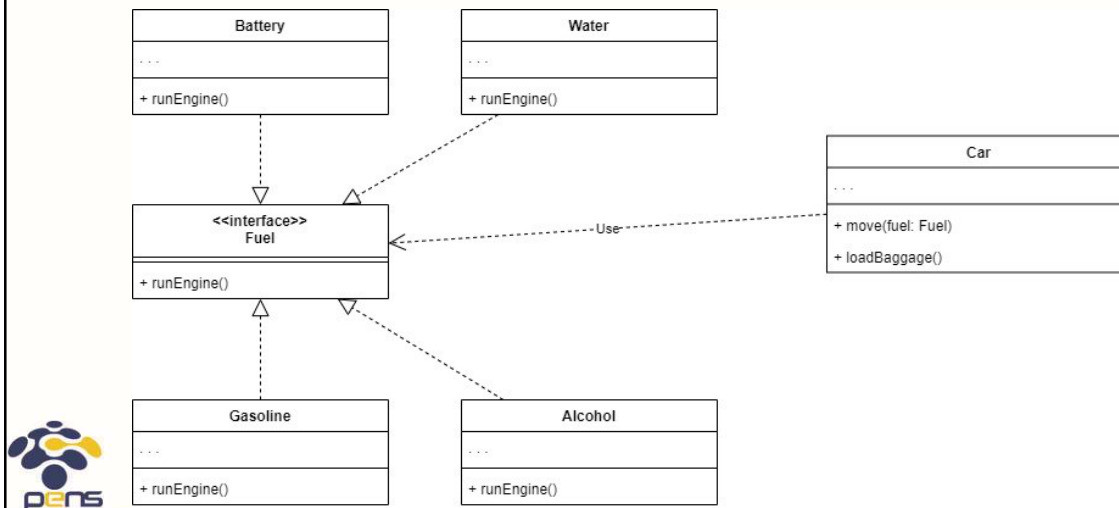 Battery
. . .
+ runEngine()
Water
. . .
+ runEngine()
Car
. . .
+ move(fuel: Fuel)
+ loadBaggage()
<<interface>>
Fuel
+ runEngine()
Use
Gasoline
. . .
+ runEngine()
Alcohol
. . .
+ runEngine()
pens